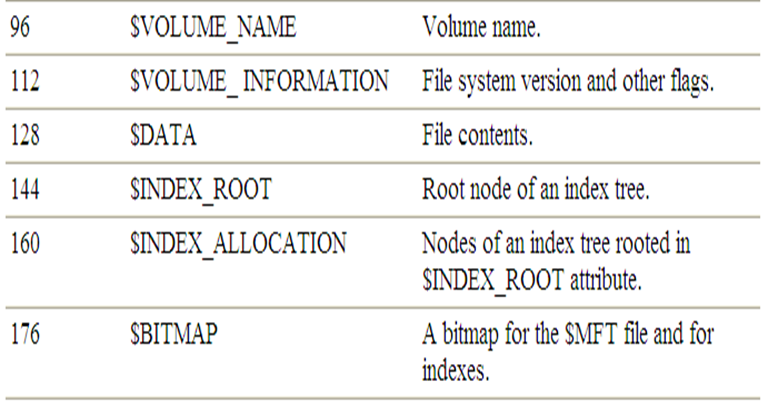 96 $VOLUME_NAME Volume name.
112 $VOLUME_ INFORMATION File system version and other flags.
128 $DATA File contents.
144 $INDEX_ROOT Root node of an index tree.
160 $INDEX_ALLOCATION Nodes of an index tree rooted in
$INDEX_ROOT attribute.
176 $BITMAP A bitmap for the $MFT file and for
indexes.